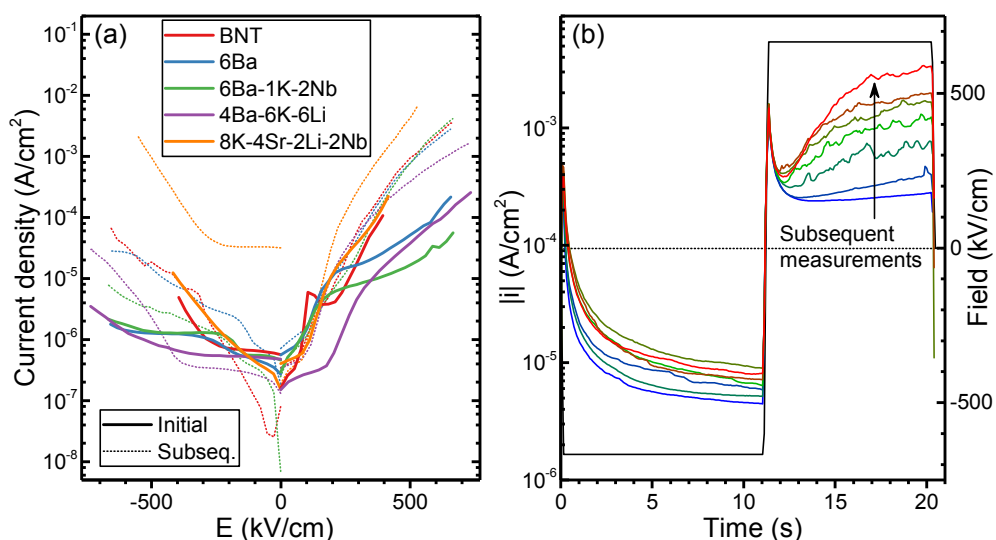 (a)
BNT
6Ba
6Ba-1K-2Nb
4Ba-6K-6Li
8K-4Sr-2Li-2Nb
Initial
Subseq.
Current density (A/cm²)
10⁻¹
10⁻²
10⁻³
10⁻⁴
10⁻⁵
10⁻⁶
10⁻⁷
10⁻⁸
-500
0
500
E (kV/cm)
(b)
Subsequent
measurements
|i| (A/cm²)
10⁻³
10⁻⁴
10⁻⁵
10⁻⁶
0
5
10
15
20
Time (s)
500
0
-500
Field (kV/cm)